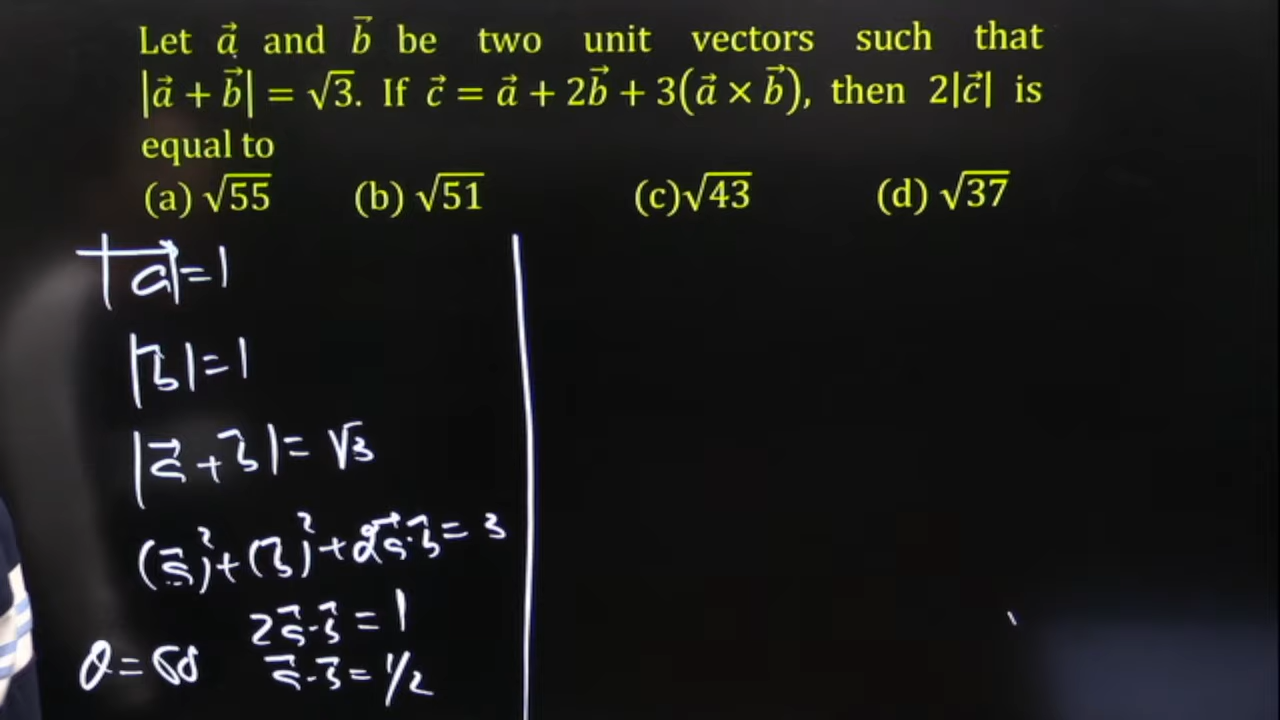 Let a⃗ and b⃗ be two unit vectors such that
|a⃗ + b⃗| = √3. If c⃗ = a⃗ + 2b⃗ + 3(a⃗ × b⃗), then 2|c⃗| is
equal to
(a) √55 (b) √51 (c)√43 (d) √37
|a⃗|=1
|b⃗|=1
|a⃗+b⃗|= √3
(a⃗)²+(b⃗)²+2a⃗·b⃗= 3
2a⃗·b⃗ = 1
θ=60 a⃗·b⃗= 1/2